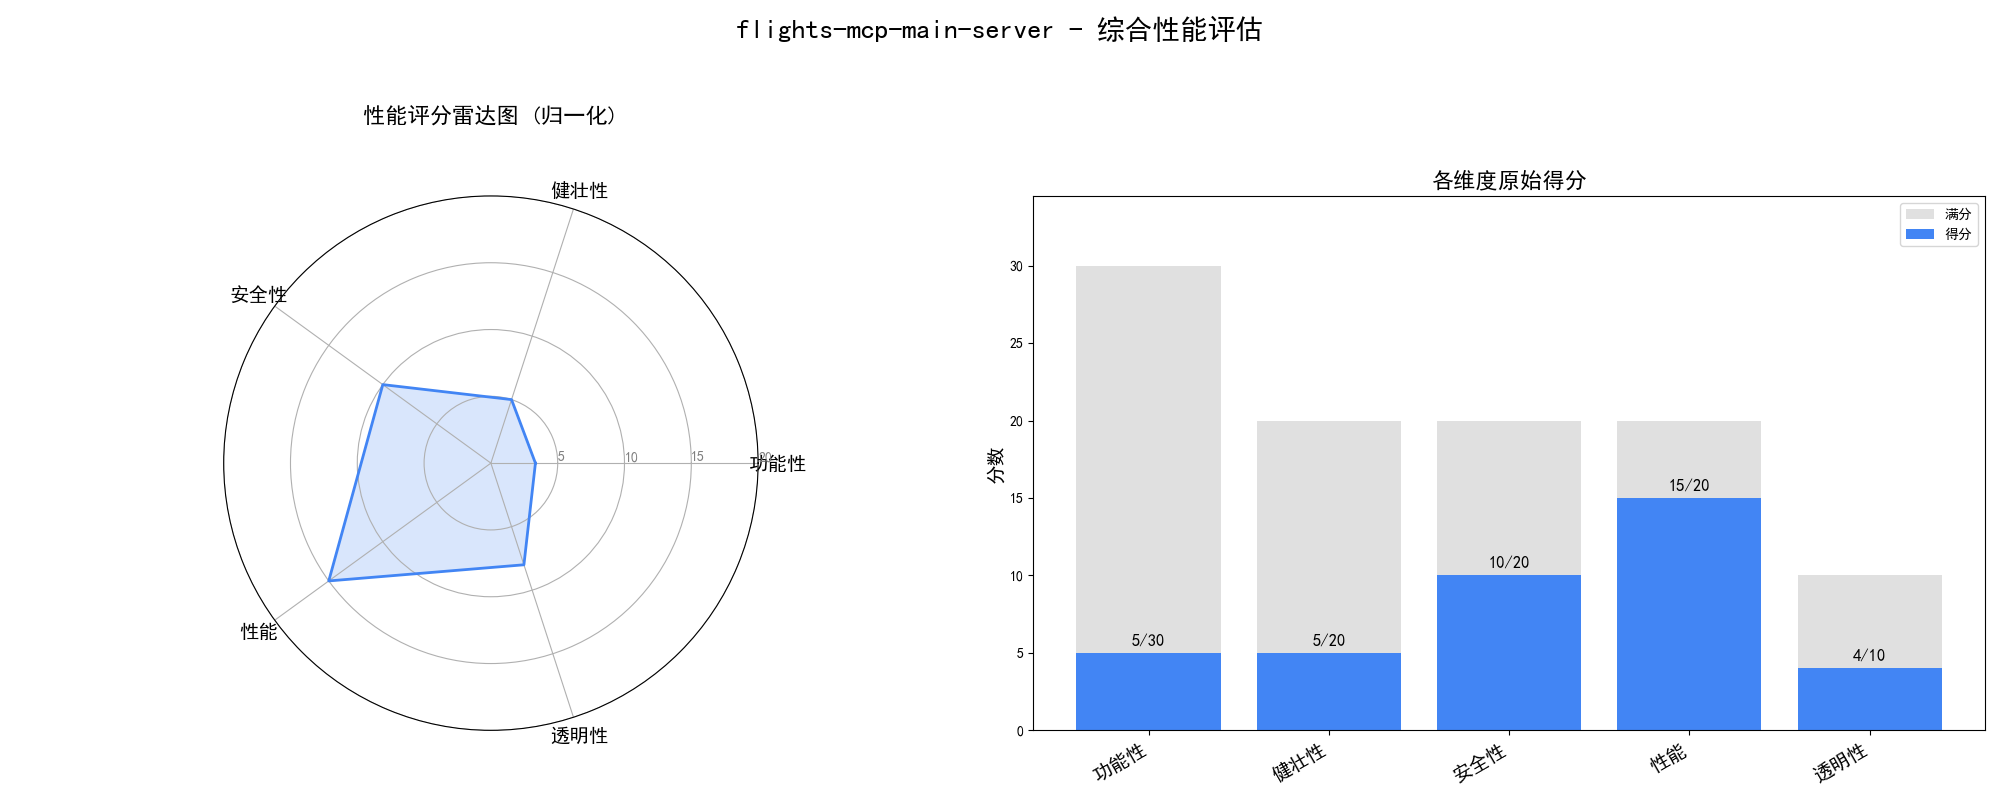 flights-mcp-main-server - 综合性能评估
性能评分雷达图 (归一化)
健壮性
安全性
功能性
5
10
15
20
性能
透明性
各维度原始得分
满分
得分
分数
30
25
20
15
10
5
0
5/30
5/20
10/20
15/20
4/10
功能性
健壮性
安全性
性能
透明性